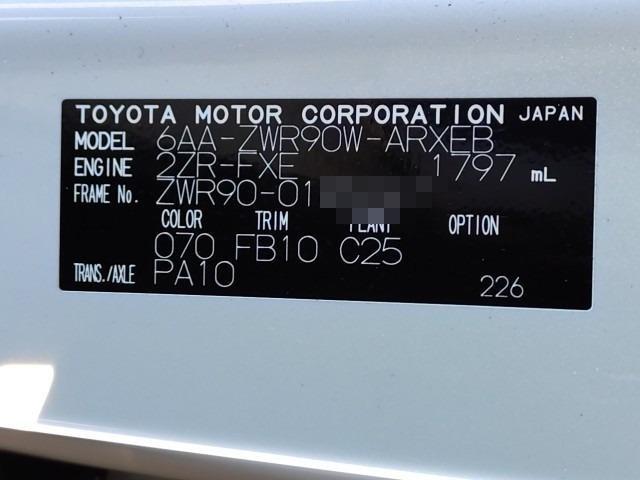 TOYOTA MOTOR CORPORATION JAPAN
MODEL 6AA-ZWR90W-ARXEB
ENGINE 2ZR-FXE 1797 mL
FRAME No. ZWR90-01
COLOR TRIM PLANT OPTION
070 FB10 C25
TRANS./AXLE PA10 226